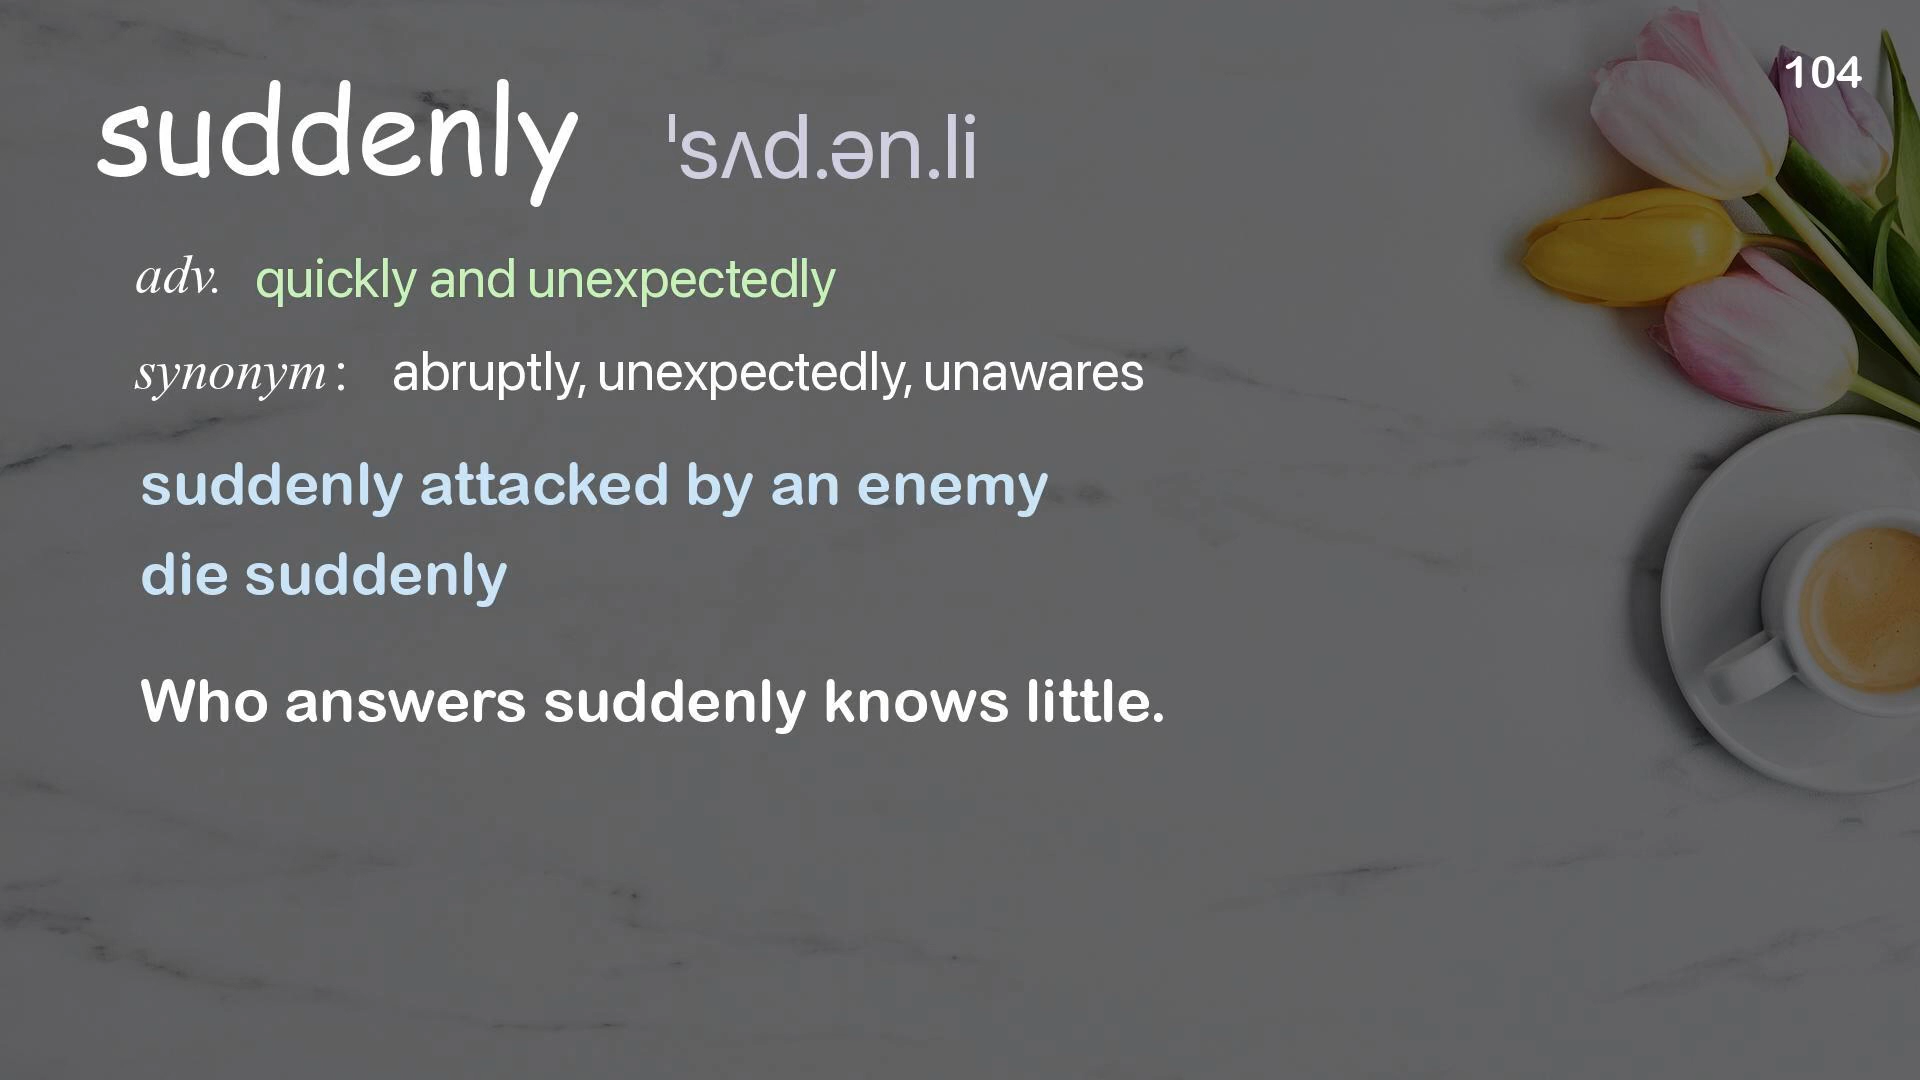 104
suddenly ˈsʌd.ən.li
adv. quickly and unexpectedly
synonym: abruptly, unexpectedly, unawares
suddenly attacked by an enemy
die suddenly
Who answers suddenly knows little.